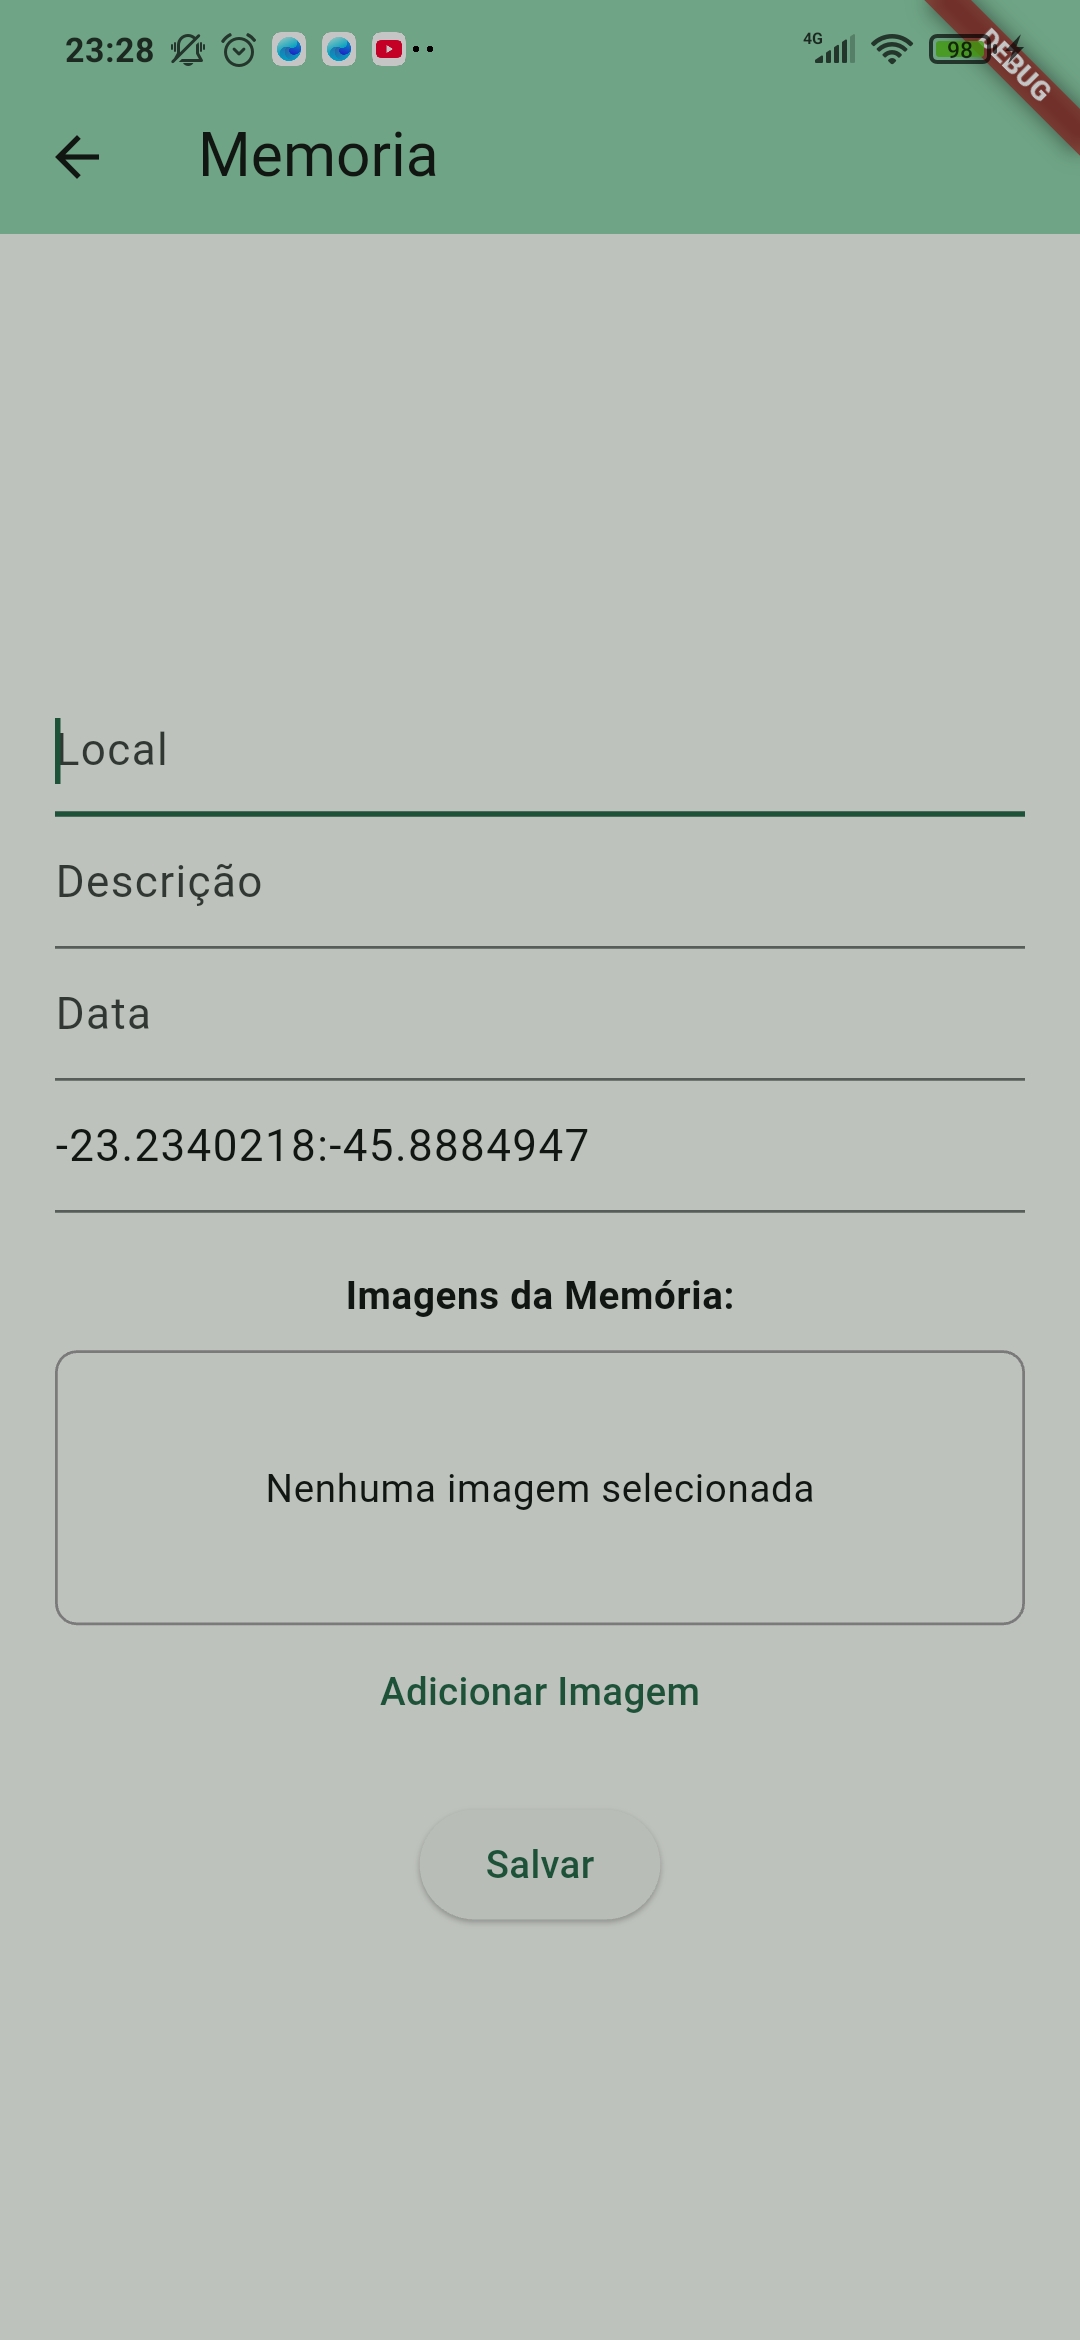 23:28
4G
98
DEBUG
Memoria
Local
Descrição
Data
-23.2340218:-45.8884947
Imagens da Memória:
Nenhuma imagem selecionada
Adicionar Imagem
Salvar